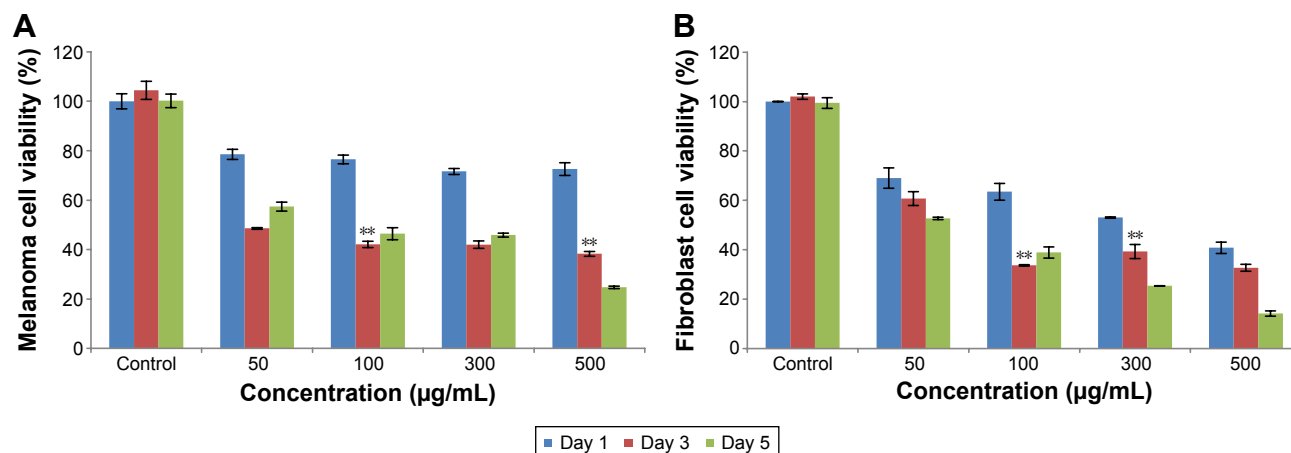 A
Melanoma cell viability (%)
120
100
80
60
40
20
0
**
**
Control 50 100 300 500
Concentration (µg/mL)
B
Fibroblast cell viability (%)
120
100
80
60
40
20
0
**
**
Control 50 100 300 500
Concentration (µg/mL)
Day 1 Day 3 Day 5